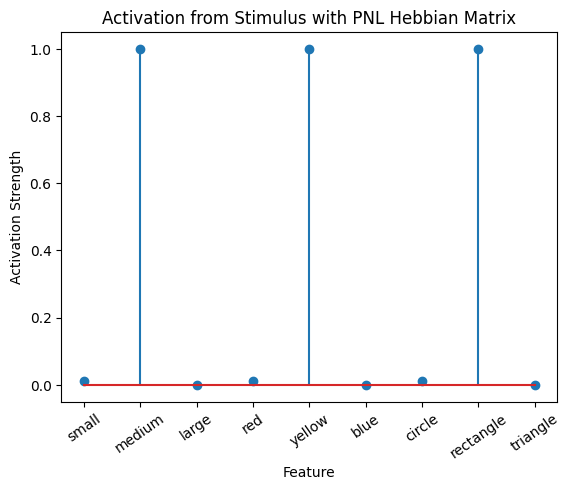 Activation from Stimulus with PNL Hebbian Matrix
1.0
0.8
0.6
0.4
0.2
0.0
Activation Strength
small
medium
large
red
yellow
blue
circle
rectangle
triangle
Feature